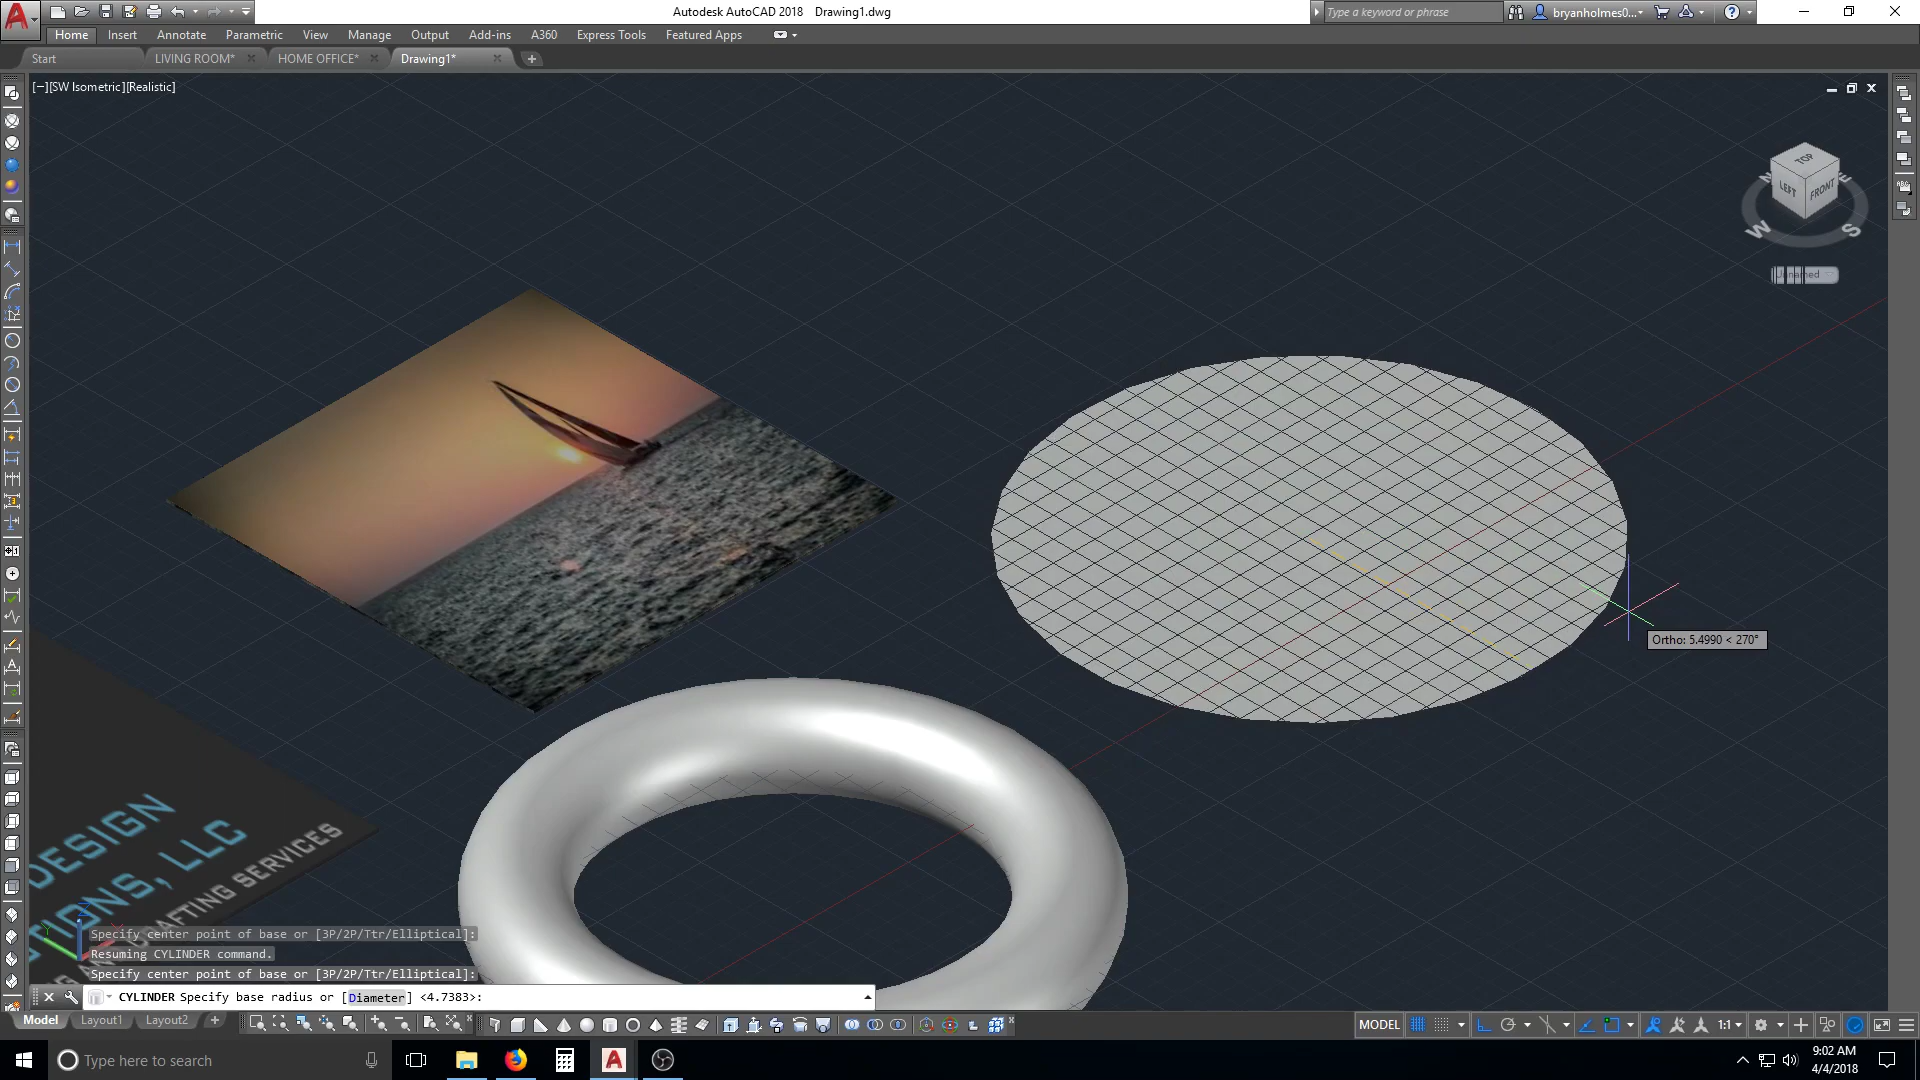 Autodesk AutoCAD 2018 Drawing1.dwg
Type a keyword or phrase
bryanholmes0...
Home Insert Annotate Parametric View Manage Output Add-ins A360 Express Tools Featured Apps
Start LIVING ROOM* HOME OFFICE* Drawing1*
[−][SW Isometric][Realistic]
TOP
LEFT FRONT
N E
W S
Unnamed
Ortho: 5.4990 < 270°
DESIGN
TIONS, LLC
AFTING SERVICES
Specify center point of base or [3P/2P/Ttr/Elliptical]:
Resuming CYLINDER command.
Specify center point of base or [3P/2P/Ttr/Elliptical]:
CYLINDER Specify base radius or [Diameter] <4.7383>:
Model Layout1 Layout2
MODEL 1:1
Type here to search
9:02 AM
4/4/2018